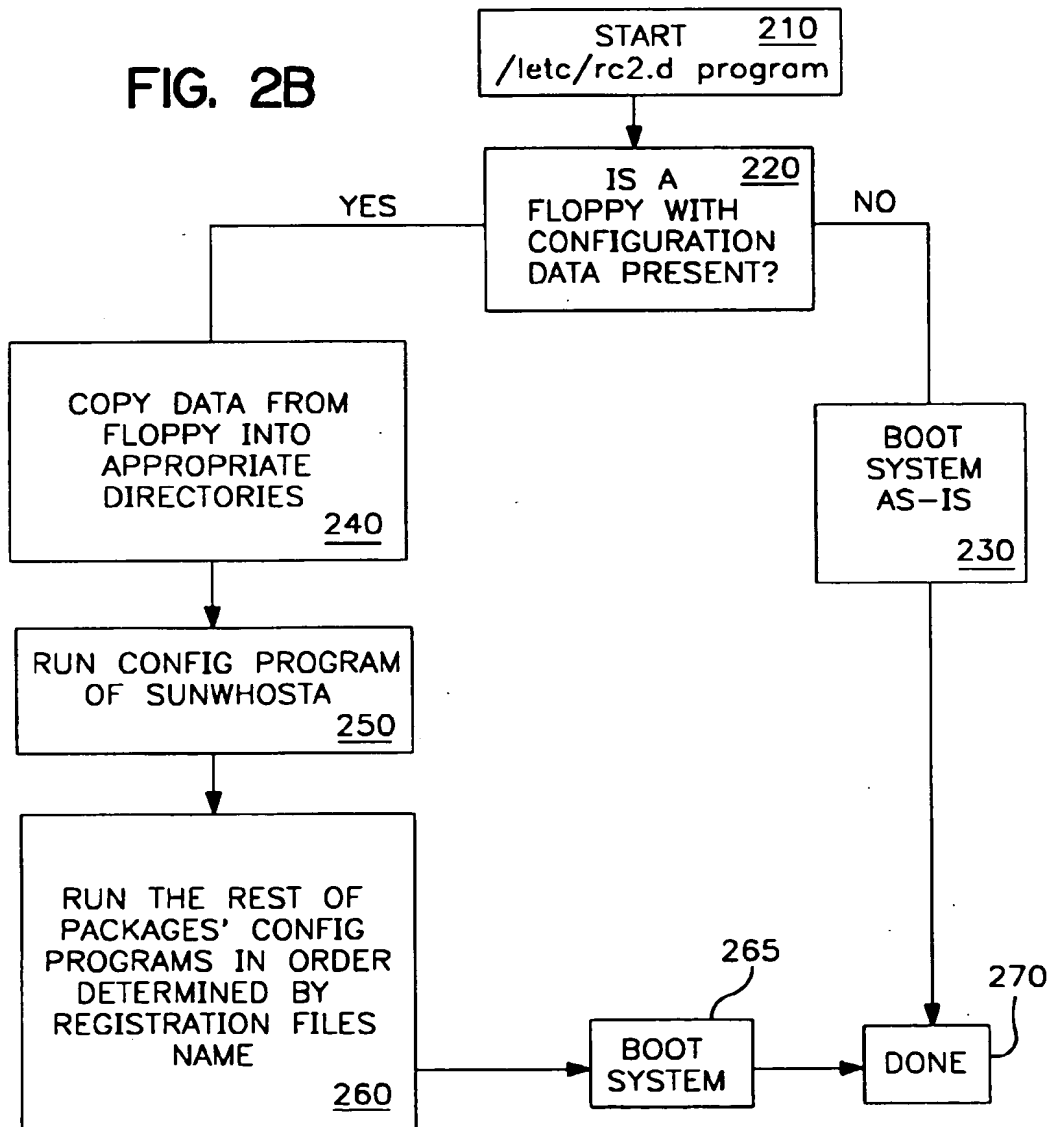 FIG. 2B
START 210
/letc/rc2.d program
220
IS A
FLOPPY WITH
CONFIGURATION
DATA PRESENT?
YES
NO
COPY DATA FROM
FLOPPY INTO
APPROPRIATE
DIRECTORIES
240
BOOT
SYSTEM
AS-IS
230
RUN CONFIG PROGRAM
OF SUNWHOSTA
250
RUN THE REST OF
PACKAGES' CONFIG
PROGRAMS IN ORDER
DETERMINED BY
REGISTRATION FILES
NAME
260
265
BOOT
SYSTEM
270
DONE